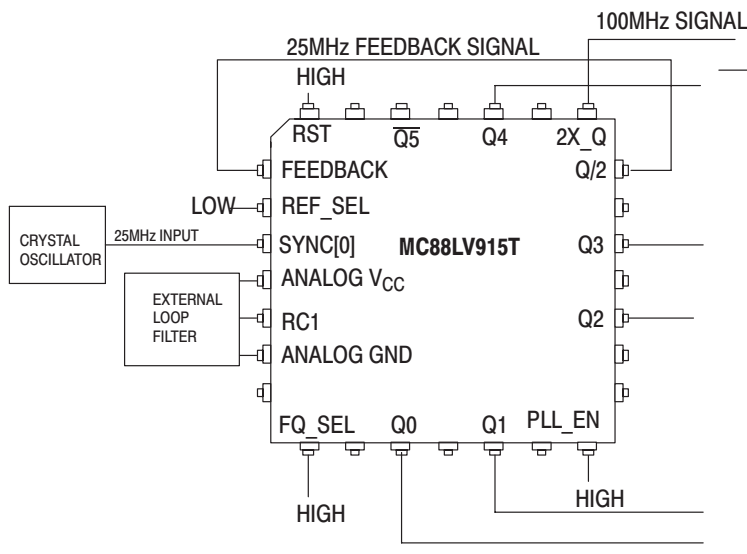 100MHz SIGNAL
25MHz FEEDBACK SIGNAL
HIGH
RST Q5 Q4 2X_Q
FEEDBACK Q/2
LOW REF_SEL
CRYSTAL
OSCILLATOR
25MHz INPUT SYNC[0] MC88LV915T Q3
ANALOG VCC
EXTERNAL
LOOP
FILTER
RC1 Q2
ANALOG GND
FQ_SEL Q0 Q1 PLL_EN
HIGH HIGH